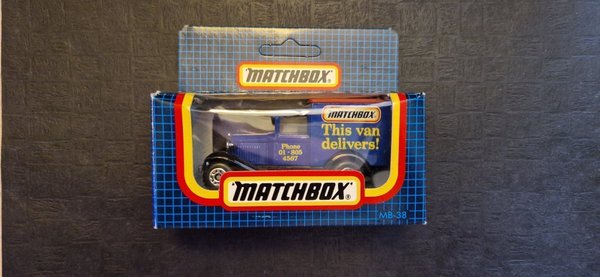 "MATCHBOX"®
"MATCHBOX"
This van
delivers!
Phone
01-805
4567
"MATCHBOX"®
MB-38